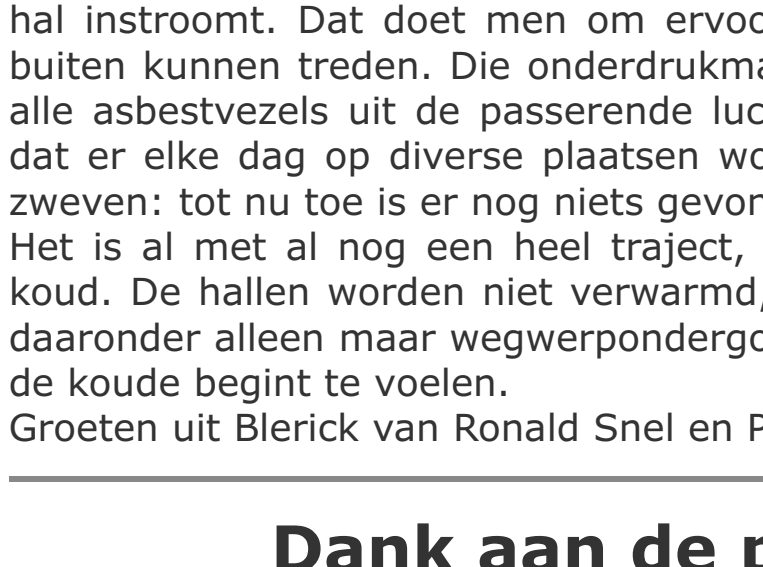 hal instroomt. Dat doet men om ervoo
buiten kunnen treden. Die onderdrukma
alle asbestvezels uit de passerende luc
dat er elke dag op diverse plaatsen wo
zweven: tot nu toe is er nog niets gevon
Het is al met al nog een heel traject,
koud. De hallen worden niet verwarmd,
daaronder alleen maar wegwerpondergo
de koude begint te voelen.
Groeten uit Blerick van Ronald Snel en P
Dank aan de p